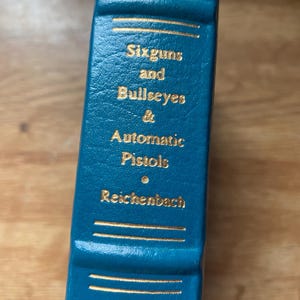 Sixguns
and
Bullseyes
&
Automatic
Pistols
•
Reichenbach